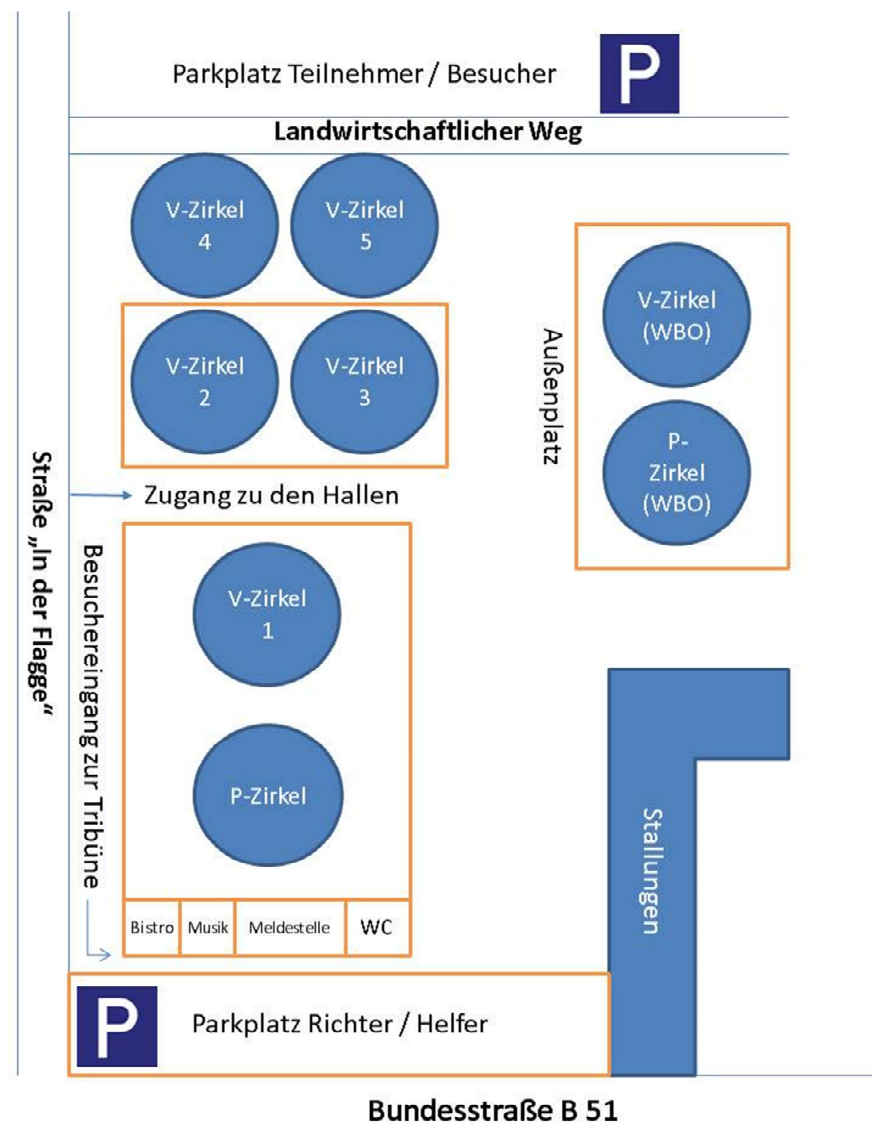 Parkplatz Teilnehmer / Besucher
P
Landwirtschaftlicher Weg
V-Zirkel
4
V-Zirkel
5
V-Zirkel
2
V-Zirkel
3
Außenplatz
V-Zirkel
(WBO)
P-
Zirkel
(WBO)
Straße „In der Flagge“
Zugang zu den Hallen
Besuchereingang zur Tribüne
V-Zirkel
1
P-Zirkel
Stallungen
Bistro
Musik
Meldestelle
WC
P
Parkplatz Richter / Helfer
Bundesstraße B 51